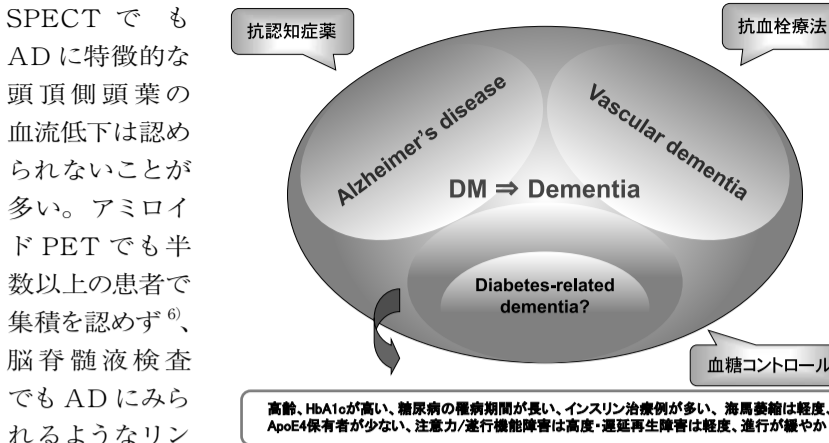 SPECT で も
AD に特徴的な
頭頂側頭葉の
血流低下は認め
られないことが
多い。アミロイ
ド PET でも半
数以上の患者で
集積を認めず 6)、
脳脊髄液検査
でも AD にみら
れるようなリン
抗認知症薬
抗血栓療法
Alzheimer's disease
Vascular dementia
DM ⇒ Dementia
Diabetes-related
dementia?
血糖コントロール
高齢、HbA1cが高い、糖尿病の罹病期間が長い、インスリン治療例が多い、海馬萎縮は軽度、
ApoE4保有者が少ない、注意力/遂行機能障害は高度・遅延再生障害は軽度、進行が緩やか